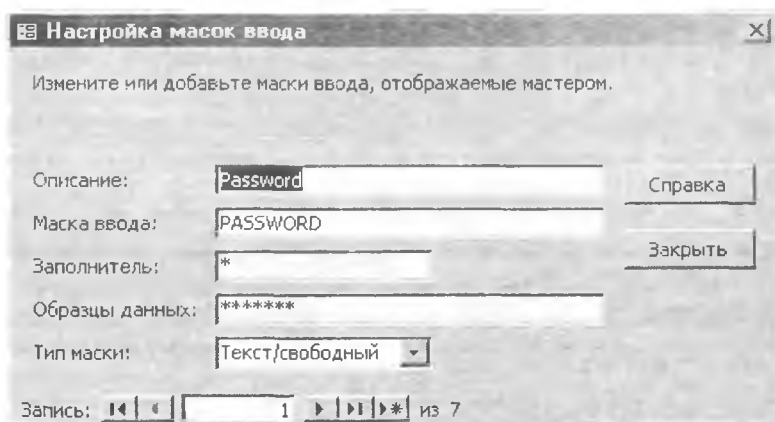 Настройка масок ввода
Измените или добавьте маски ввода, отображаемые мастером.
Описание: Password
Справка
Маска ввода: PASSWORD
Закрыть
Заполнитель: *
Образцы данных: *******
Тип маски: Текст/свободный
Запись: 1 из 7